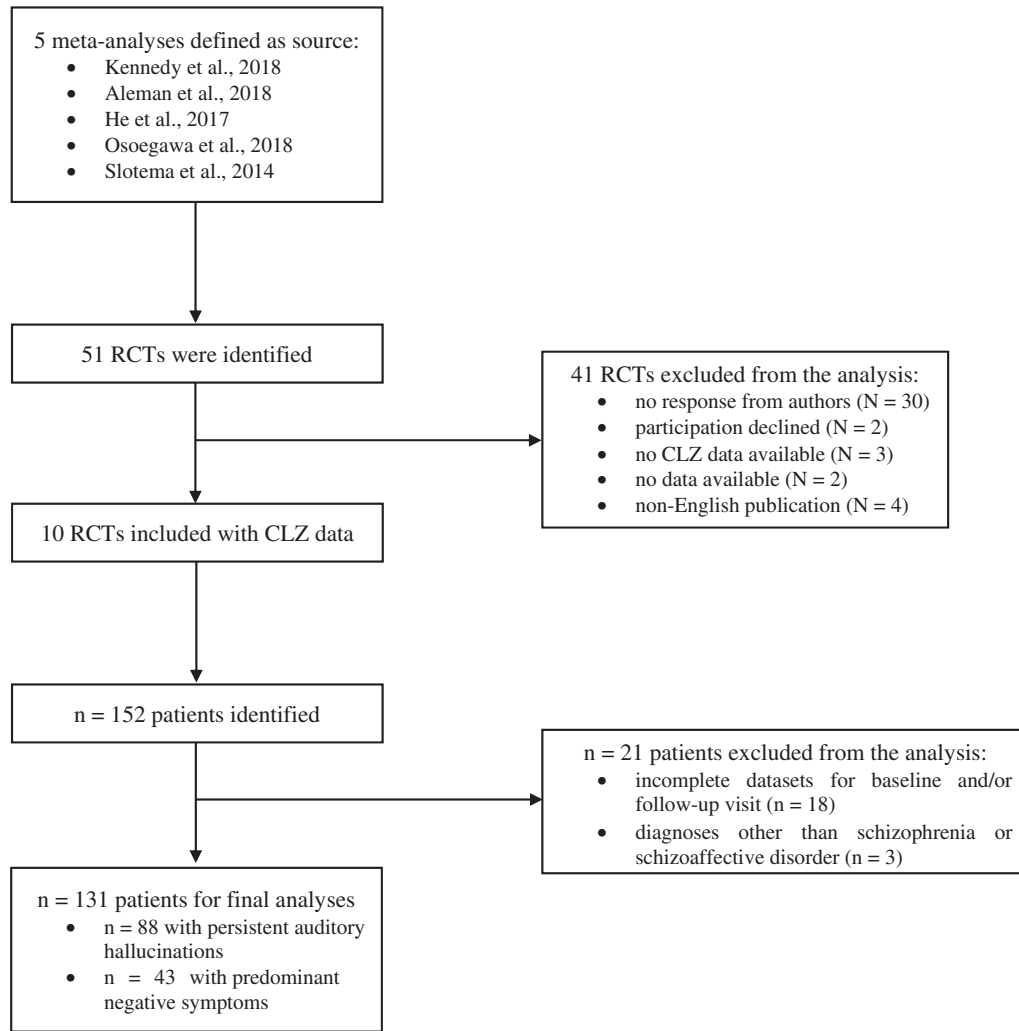 5 meta-analyses defined as source:
• Kennedy et al., 2018
• Aleman et al., 2018
• He et al., 2017
• Osoegawa et al., 2018
• Slotema et al., 2014
51 RCTs were identified
41 RCTs excluded from the analysis:
• no response from authors (N = 30)
• participation declined (N = 2)
• no CLZ data available (N = 3)
• no data available (N = 2)
• non-English publication (N = 4)
10 RCTs included with CLZ data
n = 152 patients identified
n = 21 patients excluded from the analysis:
• incomplete datasets for baseline and/or
follow-up visit (n = 18)
• diagnoses other than schizophrenia or
schizoaffective disorder (n = 3)
n = 131 patients for final analyses
• n = 88 with persistent auditory
hallucinations
• n = 43 with predominant
negative symptoms